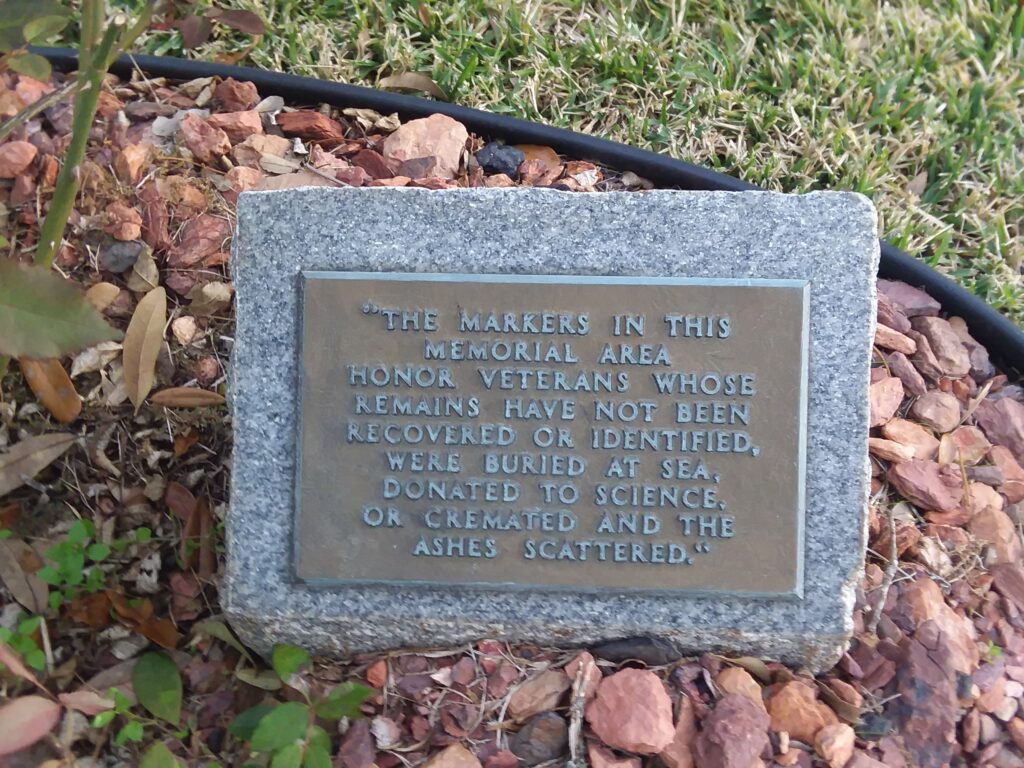 “THE MARKERS IN THIS
MEMORIAL AREA
HONOR VETERANS WHOSE
REMAINS HAVE NOT BEEN
RECOVERED OR IDENTIFIED,
WERE BURIED AT SEA,
DONATED TO SCIENCE,
OR CREMATED AND THE
ASHES SCATTERED.“